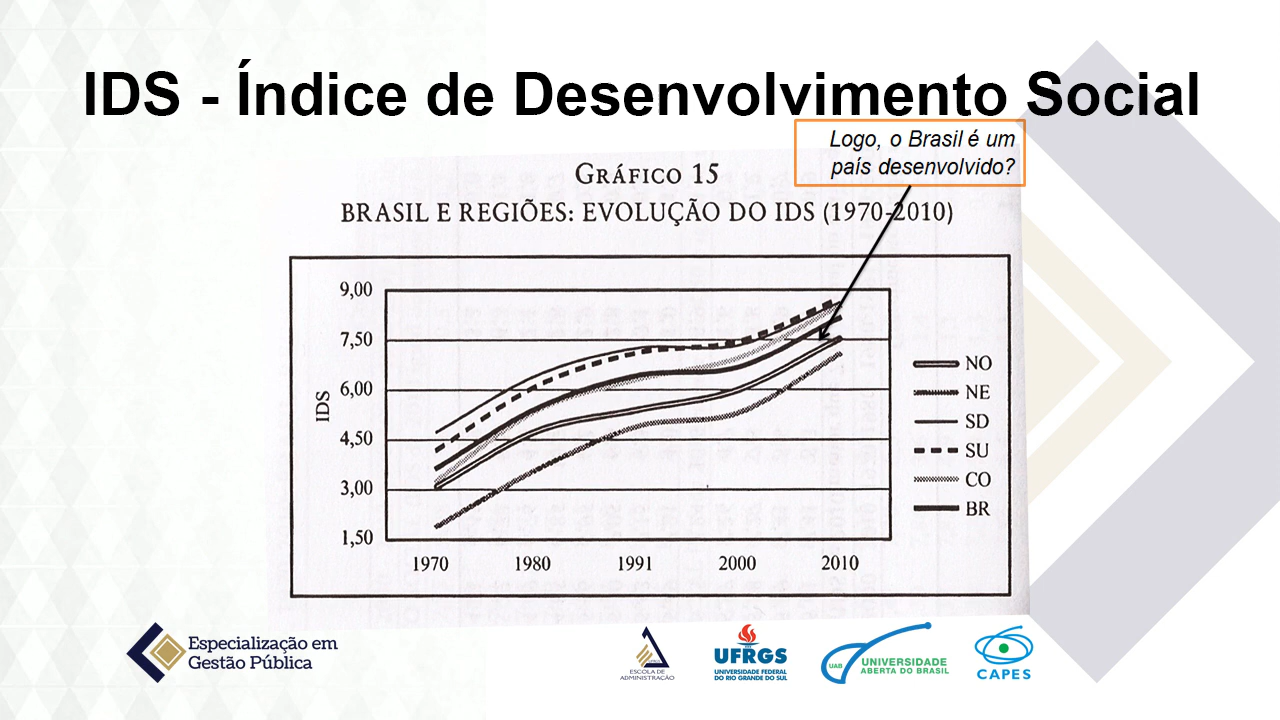 IDS - Índice de Desenvolvimento Social
Logo, o Brasil é um
país desenvolvido?
GRÁFICO 15
BRASIL E REGIÕES: EVOLUÇÃO DO IDS (1970-2010)
9,00
7,50
6,00
4,50
3,00
1,50
IDS
1970 1980 1991 2000 2010
NO
NE
SD
SU
CO
BR
Especialização em
Gestão Pública
ESCOLA DE
ADMINISTRAÇÃO
UFRGS
UNIVERSIDADE FEDERAL
DO RIO GRANDE DO SUL
UAB
UNIVERSIDADE
ABERTA DO BRASIL
CAPES